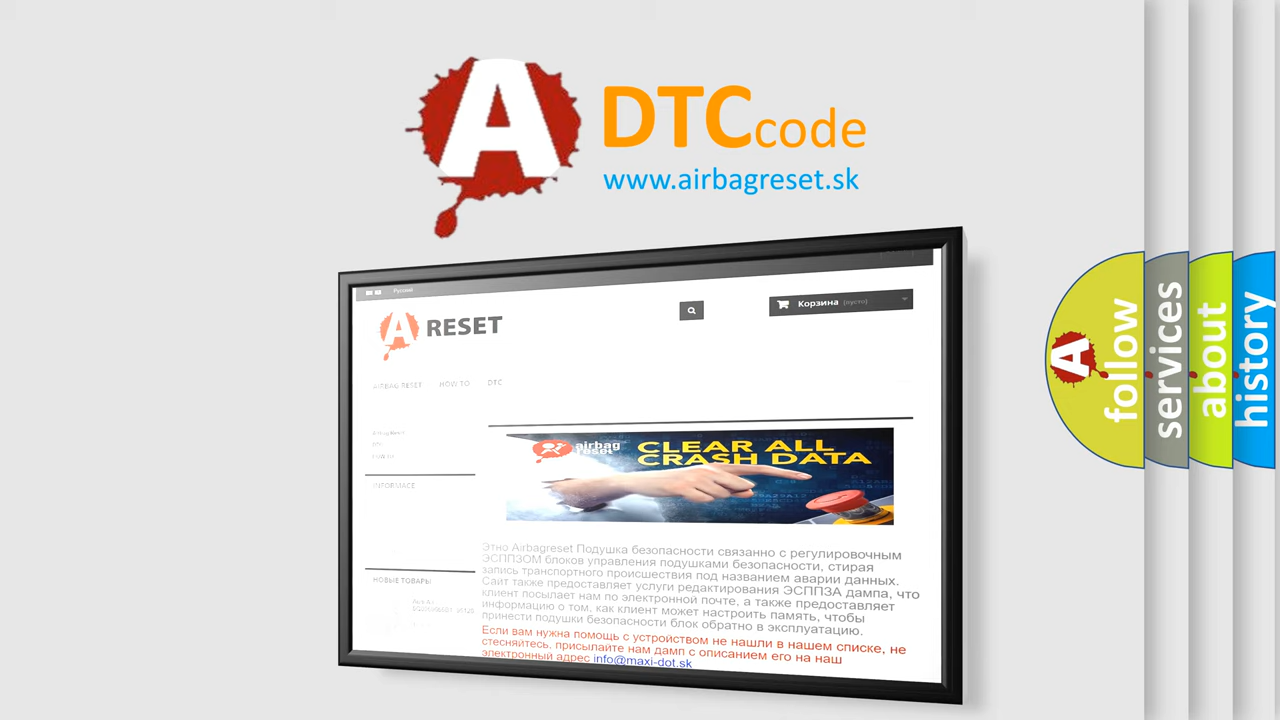 A
DTCcode
www.airbagreset.sk
Русский
Корзина (пусто)
A RESET
AIRBAG RESET HOW TO DTC
INFORMACE
НОВЫЕ ТОВАРЫ
airbag
reset
CLEAR ALL
CRASH DATA
Этно Airbagreset Подушка безопасности связанно с регулировочным
ЭСППЗОМ блоков управления подушками безопасности, стирая
запись транспортного происшествия под названием аварии данных.
Сайт также предоставляет услуги редактирования ЭСППЗА дампа, что
клиент посылает нам по электронной почте, а также предоставляет
информацию о том, как клиент может настроить память, чтобы
принести подушки безопасности блок обратно в эксплуатацию.
Если вам нужна помощь с устройством не нашли в нашем списке, не
стесняйтесь, присылайте нам дамп с описанием его на наш
электронный адрес info@maxi-dot.sk
A
follow
services
about
history